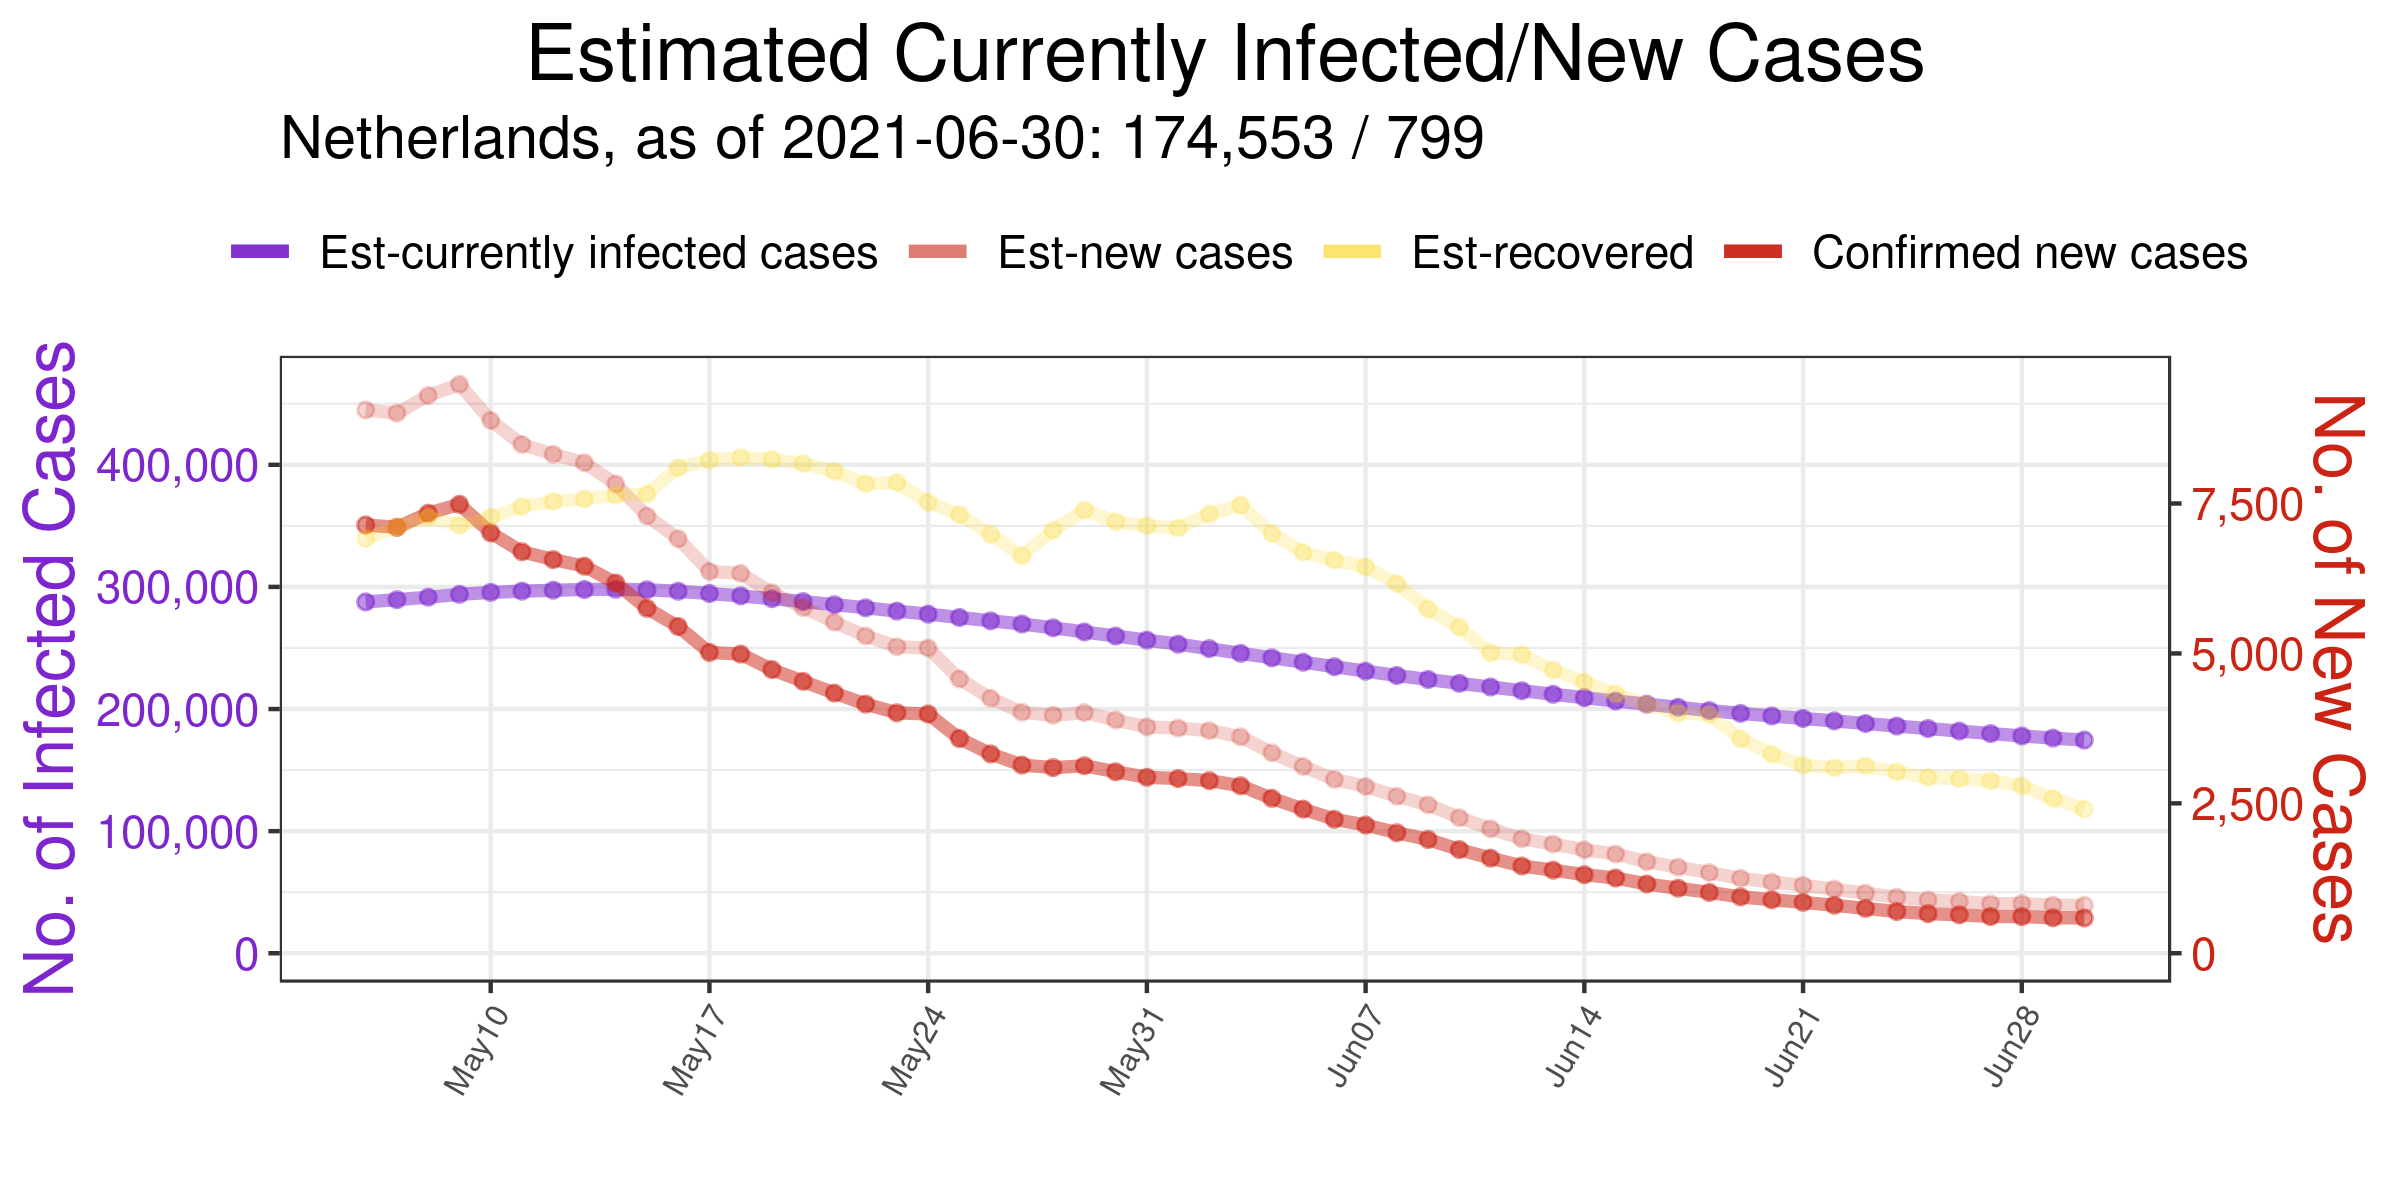 Estimated Currently Infected/New Cases
Netherlands, as of 2021-06-30: 174,553 / 799
Est-currently infected cases Est-new cases Est-recovered Confirmed new cases
No. of Infected Cases
400,000
300,000
200,000
100,000
0
7,500
5,000
2,500
0
No. of New Cases
May10 May17 May24 May31 Jun07 Jun14 Jun21 Jun28